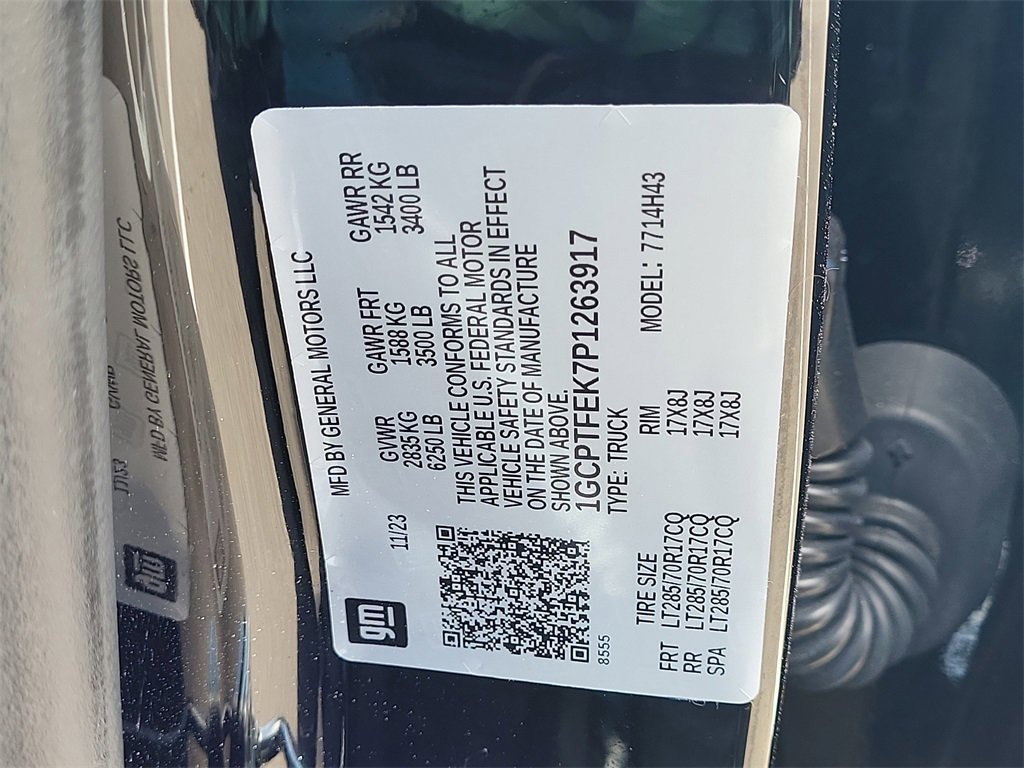 gm
11/23
MFD BY GENERAL MOTORS LLC
GVWR GAWR FRT GAWR RR
2835 KG 1588 KG 1542 KG
6250 LB 3500 LB 3400 LB
THIS VEHICLE CONFORMS TO ALL
APPLICABLE U.S. FEDERAL MOTOR
VEHICLE SAFETY STANDARDS IN EFFECT
ON THE DATE OF MANUFACTURE
SHOWN ABOVE.
1GCPTFEK7P1263917
TYPE: TRUCK
8555
MODEL: 7714H43
TIRE SIZE RIM
FRT LT285/70R17CQ 17X8J
RR LT285/70R17CQ 17X8J
SPA LT285/70R17CQ 17X8J